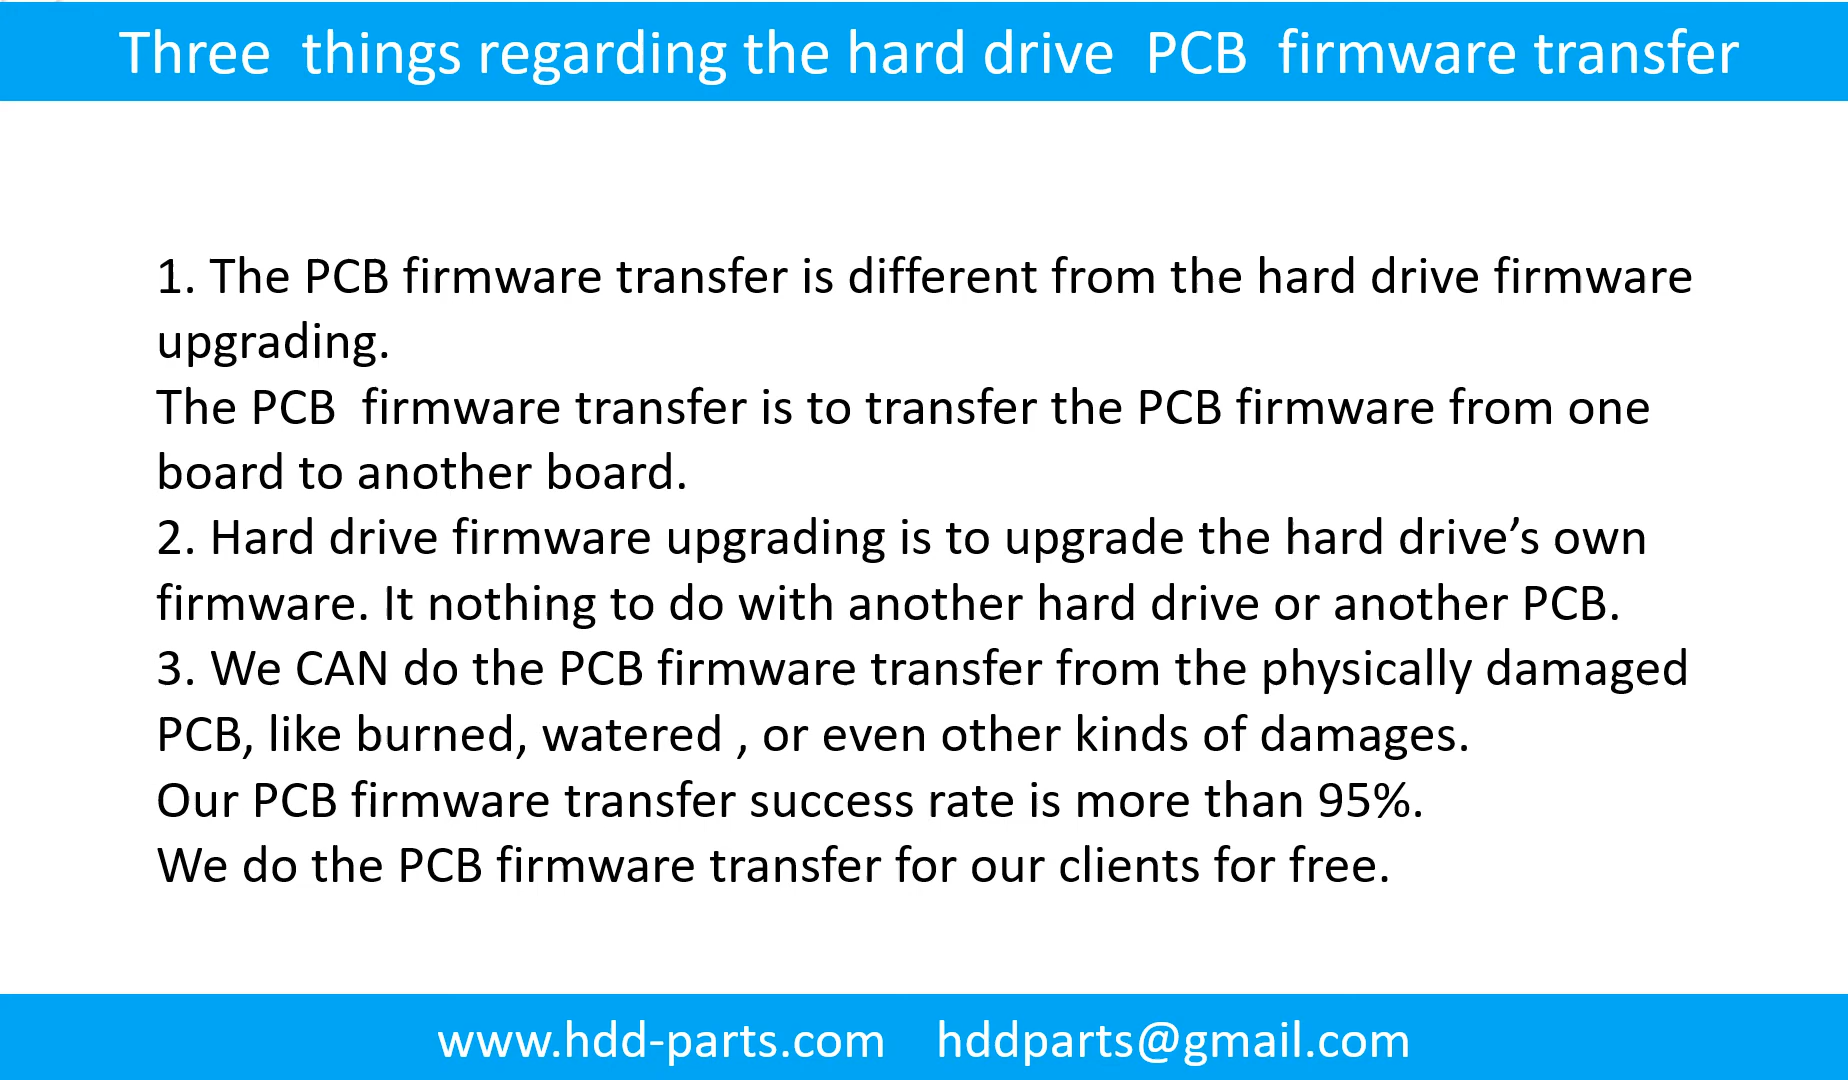 Three  things regarding the hard drive  PCB  firmware transfer
1. The PCB firmware transfer is different from the hard drive firmware
upgrading.
The PCB  firmware transfer is to transfer the PCB firmware from one
board to another board.
2. Hard drive firmware upgrading is to upgrade the hard drive’s own
firmware. It nothing to do with another hard drive or another PCB.
3. We CAN do the PCB firmware transfer from the physically damaged
PCB, like burned, watered , or even other kinds of damages.
Our PCB firmware transfer success rate is more than 95%.
We do the PCB firmware transfer for our clients for free.
www.hdd-parts.com    hddparts@gmail.com